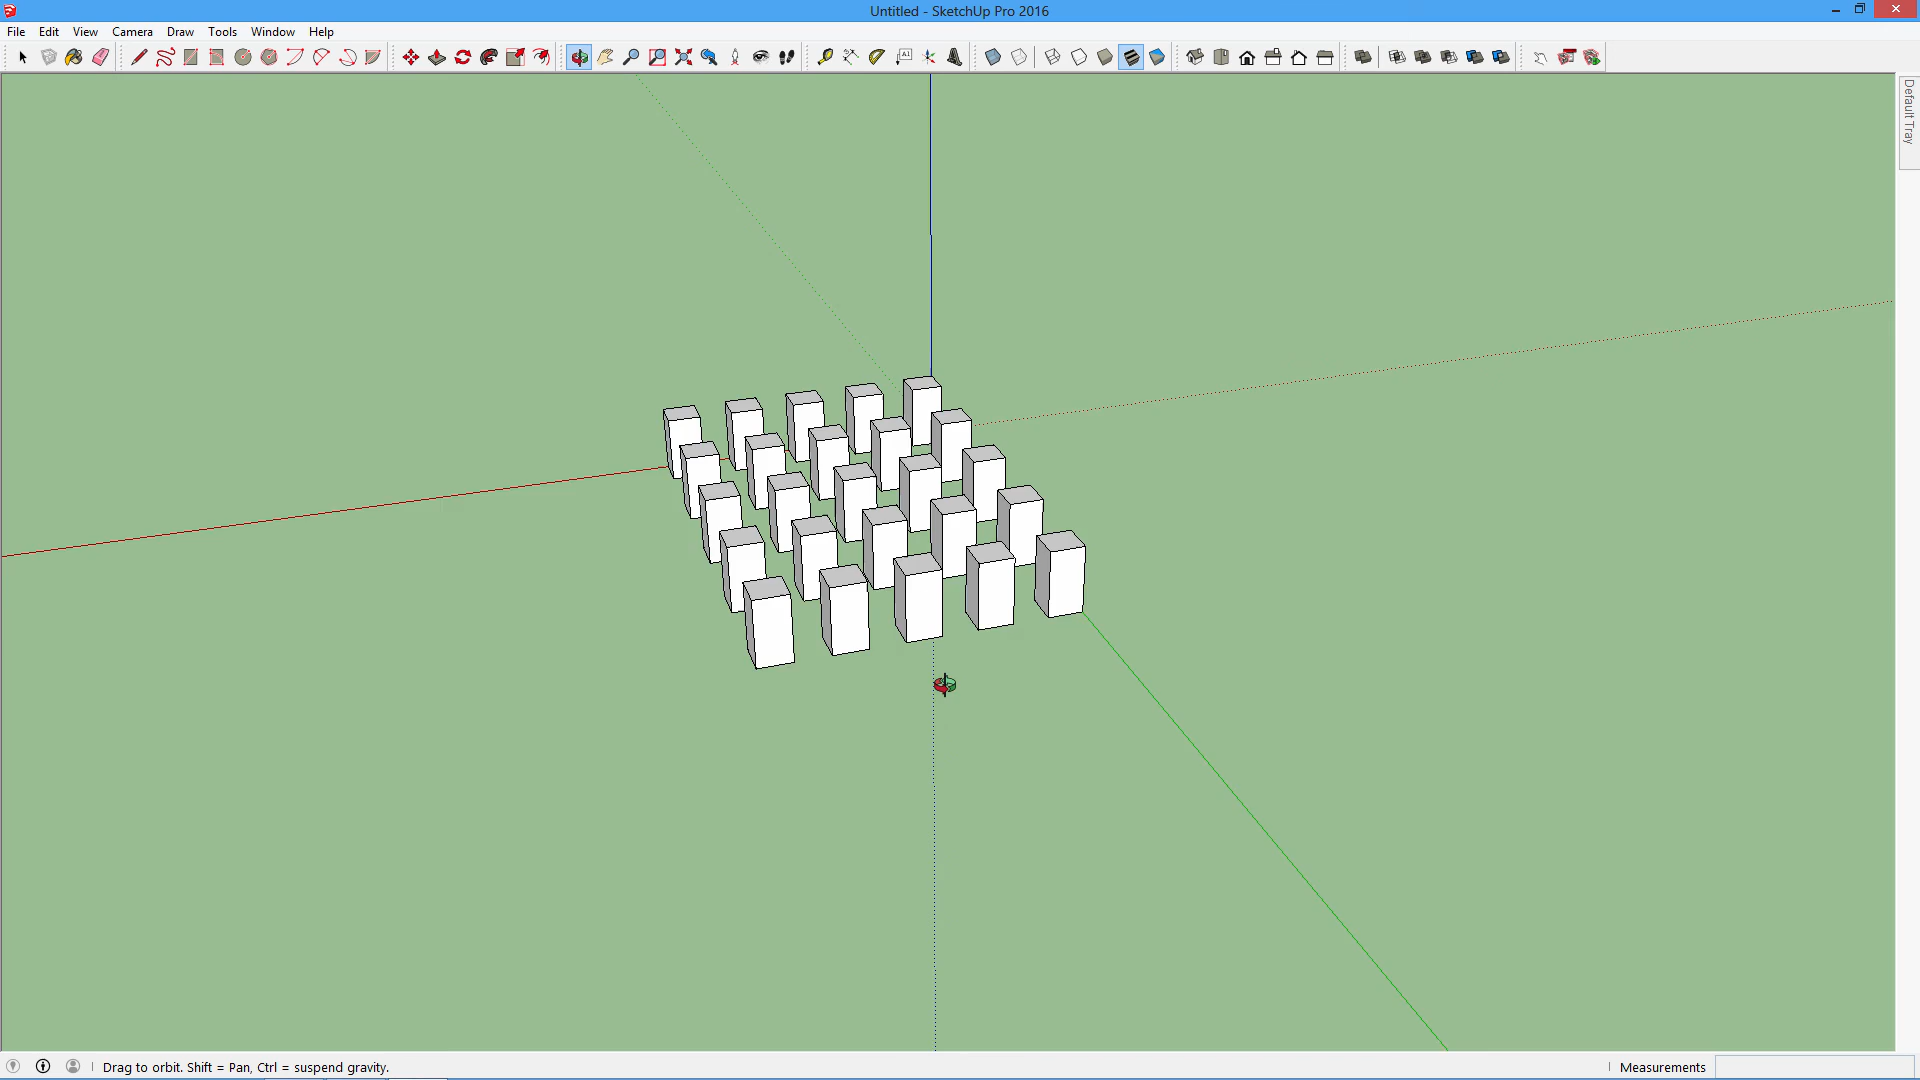 Untitled - SketchUp Pro 2016
File Edit View Camera Draw Tools Window Help
A1
Default Tray
Drag to orbit. Shift = Pan, Ctrl = suspend gravity.
Measurements